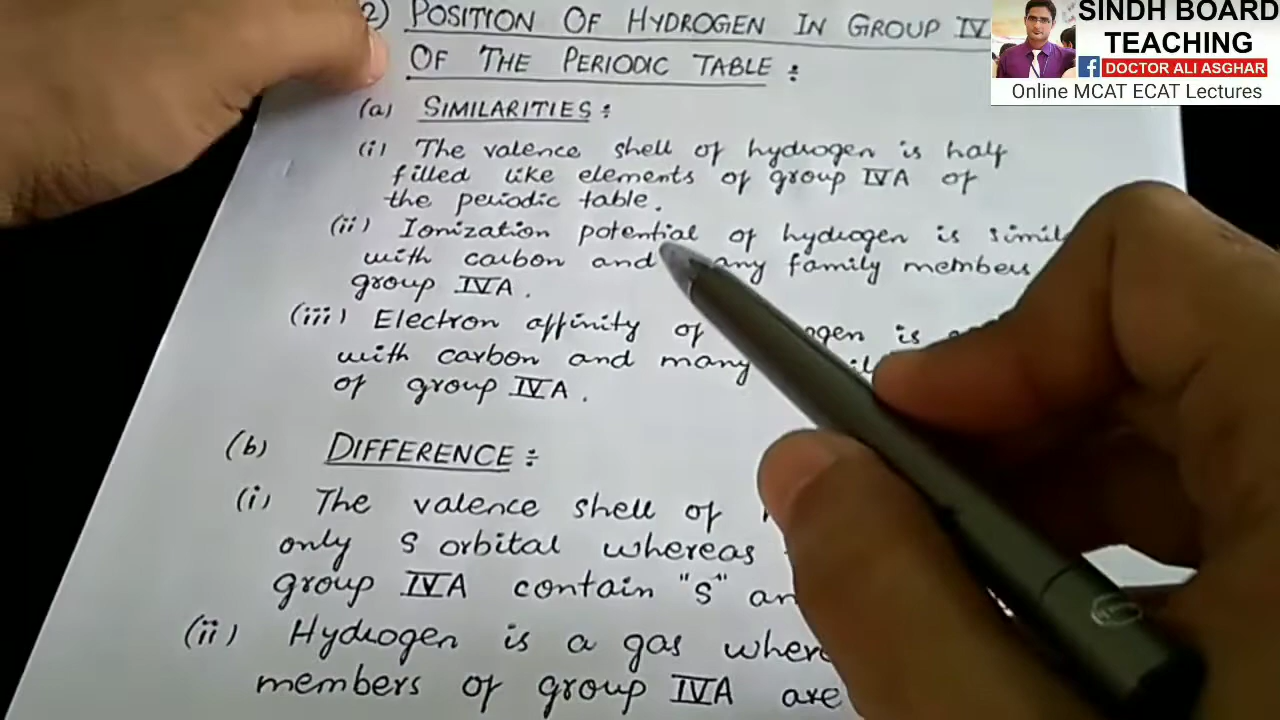 2) POSITION OF HYDROGEN IN GROUP IV
OF THE PERIODIC TABLE :
(a) SIMILARITIES :
(i) The valence shell of hydrogen is half
filled like elements of group IVA of
the periodic table.
(ii) Ionization potential of hydrogen is
with carbon and family members
group IVA.
(iii) Electron affinity of is
with carbon and many
of group IVA.
(b) DIFFERENCE :
(i) The valence shell of
only S orbital whereas
group IVA contain "S"
(ii) Hydrogen is a gas
members of group IVA are
SINDH BOARD
TEACHING
DOCTOR ALI ASGHAR
Online MCAT ECAT Lectures